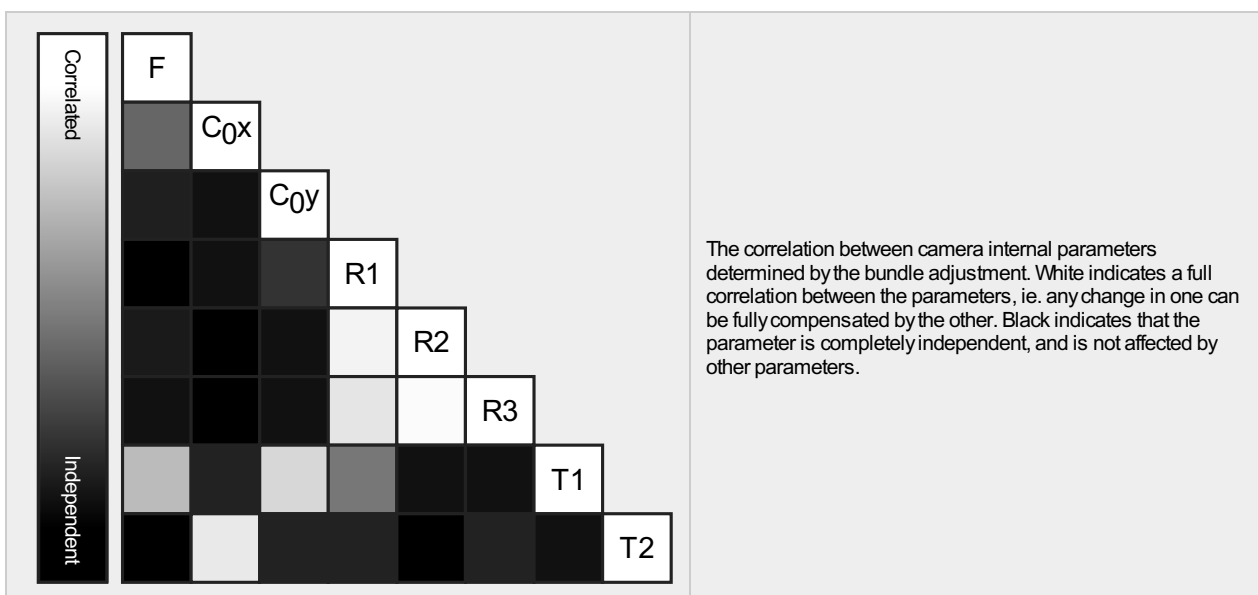 Correlated
Independent
F
C0x
C0y
R1
R2
R3
T1
T2
The correlation between camera internal parameters
determined by the bundle adjustment. White indicates a full
correlation between the parameters, ie. any change in one can
be fully compensated by the other. Black indicates that the
parameter is completely independent, and is not affected by
other parameters.